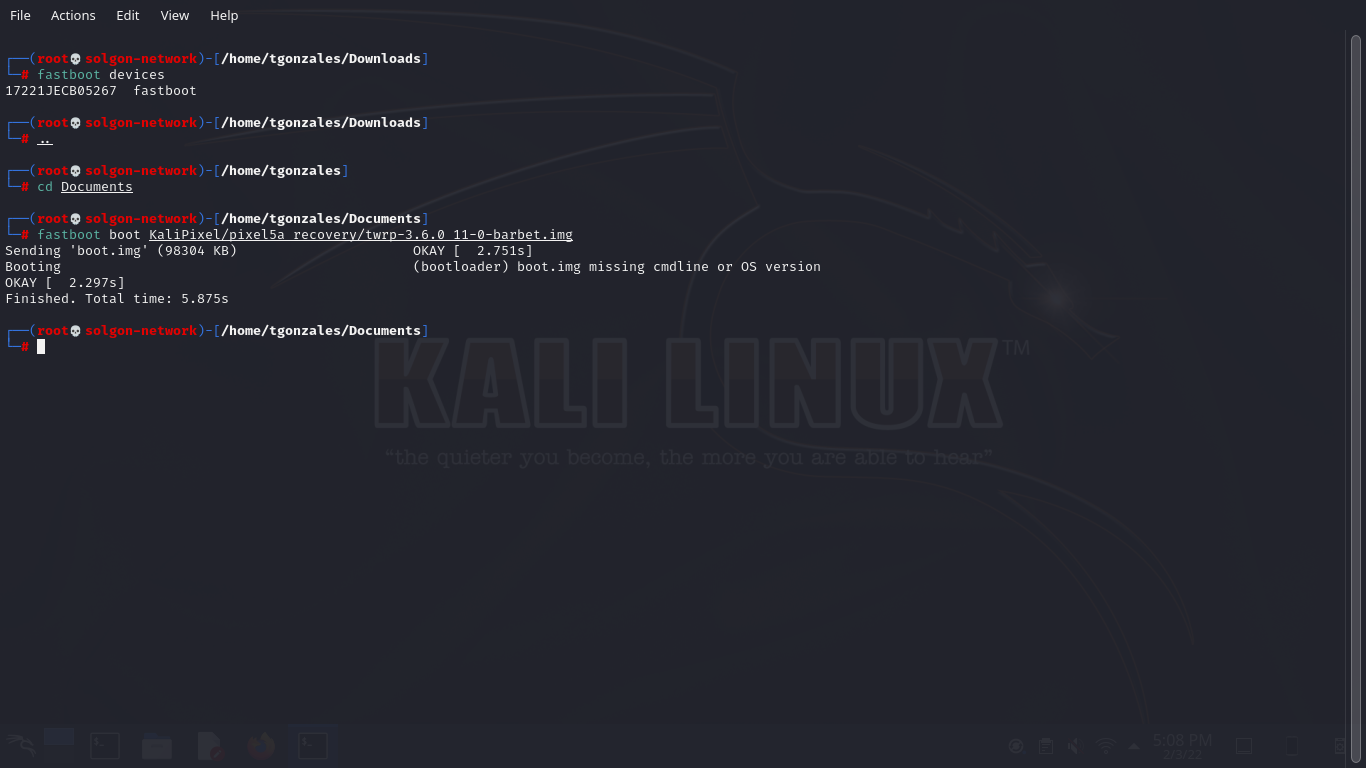 File Actions Edit View Help
┌──(root💀solgon-network)-[/home/tgonzales/Downloads]
└─# fastboot devices
17221JECB05267  fastboot
┌──(root💀solgon-network)-[/home/tgonzales/Downloads]
└─# ..
┌──(root💀solgon-network)-[/home/tgonzales]
└─# cd Documents
┌──(root💀solgon-network)-[/home/tgonzales/Documents]
└─# fastboot boot KaliPixel/pixel5a_recovery/twrp-3.6.0_11-0-barbet.img
Sending 'boot.img' (98304 KB)                      OKAY [  2.751s]
Booting                                            (bootloader) boot.img missing cmdline or OS version
OKAY [  2.297s]
Finished. Total time: 5.875s
┌──(root💀solgon-network)-[/home/tgonzales/Documents]
└─#
KALI LINUX™
“the quieter you become, the more you are able to hear”
5:08 PM
2/3/22